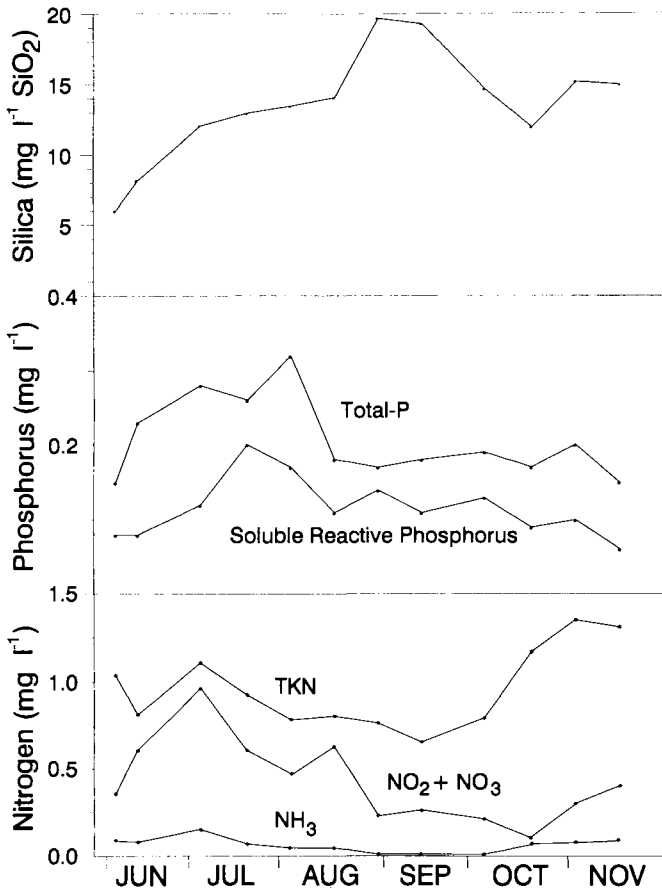 Silica (mg l⁻¹ SiO₂)
20
15
10
5
Phosphorus (mg l⁻¹)
0.4
0.2
Total-P
Soluble Reactive Phosphorus
Nitrogen (mg l⁻¹)
1.5
1.0
0.5
0.0
TKN
NO₂ + NO₃
NH₃
JUN JUL AUG SEP OCT NOV